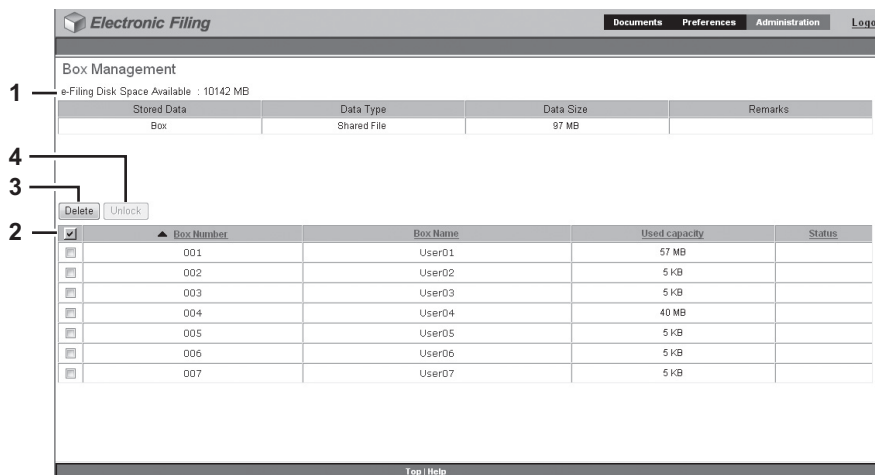 Electronic Filing Documents Preferences Administration
Box Management
1 e-Filing Disk Space Available : 10142 MB
Stored Data Data Type Data Size Remarks
Box Shared File 97 MB
4
3
Delete Unlock
2 Box Number Box Name Used capacity Status
001 User01 57 MB
002 User02 5 KB
003 User03 5 KB
004 User04 40 MB
005 User05 5 KB
006 User06 5 KB
007 User07 5 KB
Top | Help